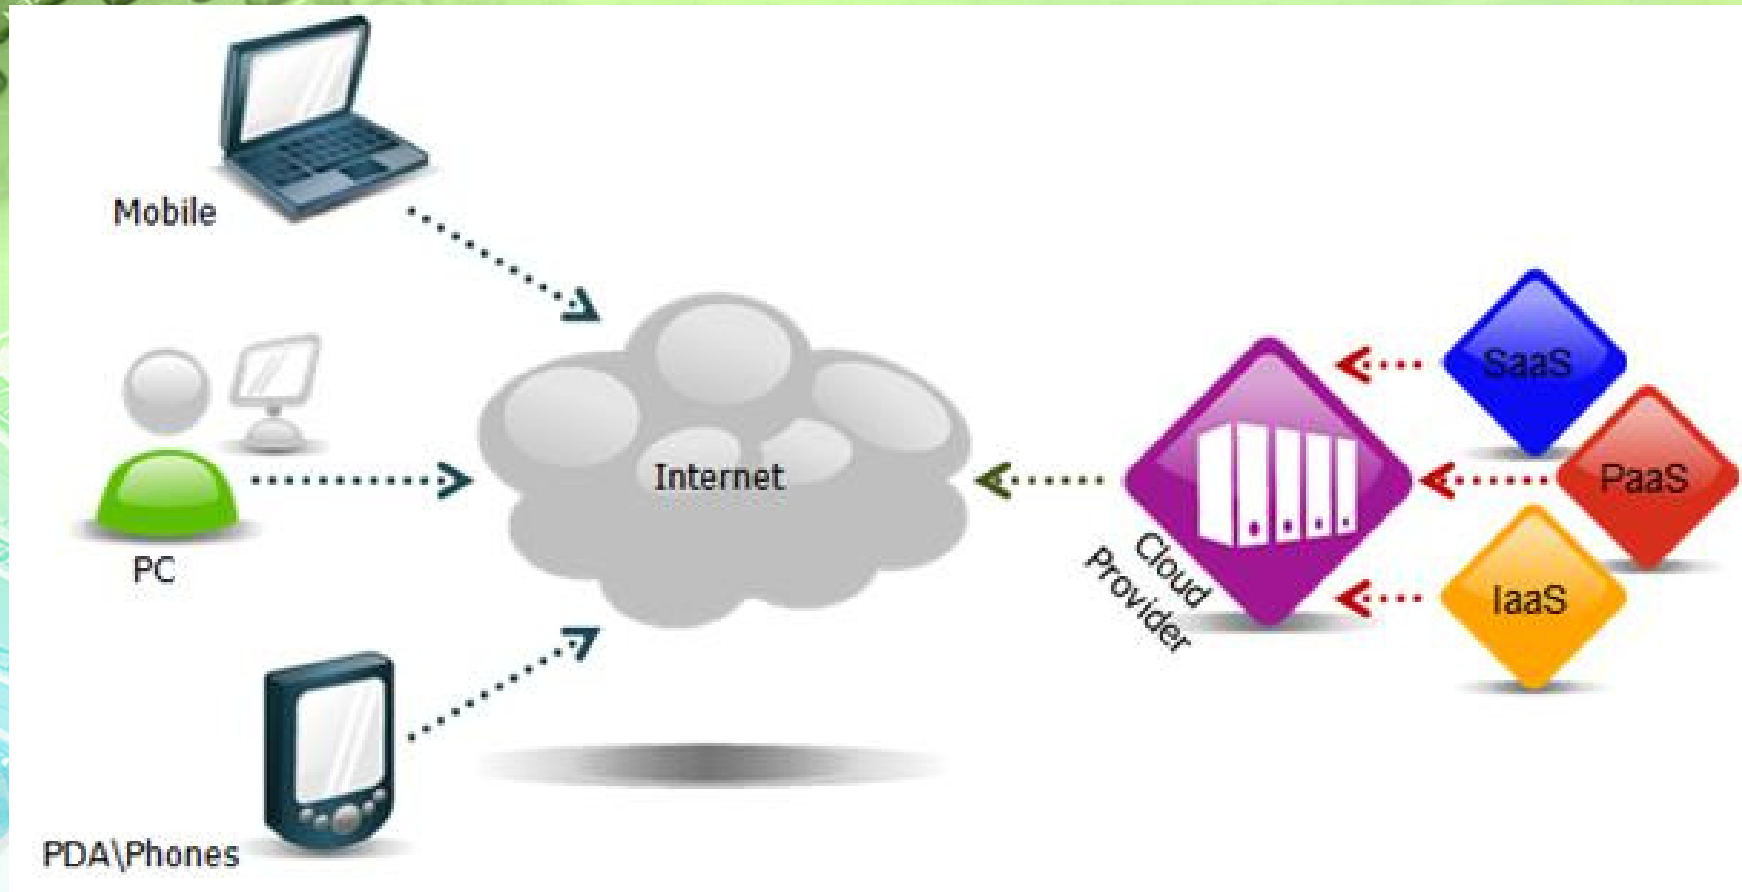 Mobile
PC
PDA\Phones
Internet
Cloud
Provider
SaaS
PaaS
IaaS